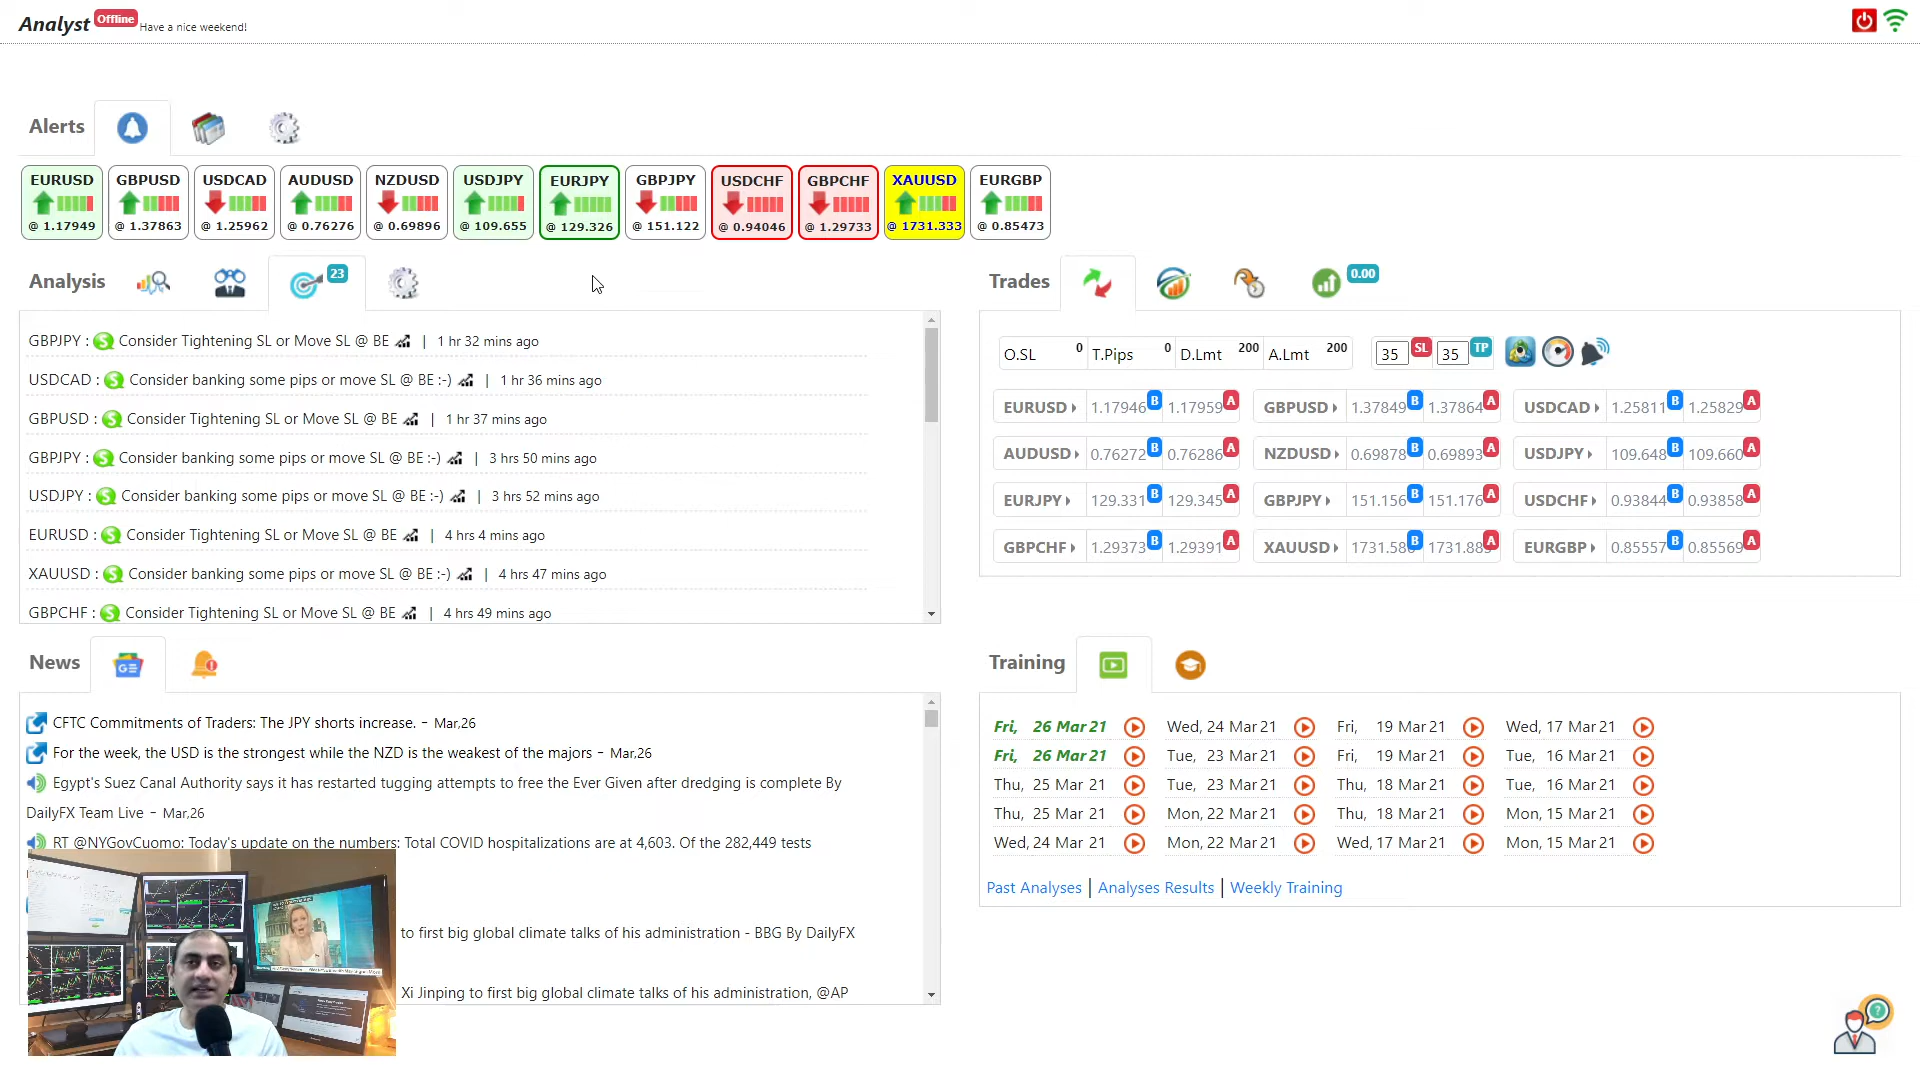 Analyst Offline Have a nice weekend!
Alerts
EURUSD GBPUSD USDCAD AUDUSD NZDUSD USDJPY EURJPY GBPJPY USDCHF GBPCHF XAUUSD EURGBP
@ 1.17949 @ 1.37863 @ 1.25962 @ 0.76276 @ 0.69896 @ 109.655 @ 129.326 @ 151.122 @ 0.94046 @ 1.29733 @ 1731.333 @ 0.85473
Analysis 23
GBPJPY : S Consider Tightening SL or Move SL @ BE | 1 hr 32 mins ago
USDCAD : S Consider banking some pips or move SL @ BE :-) | 1 hr 36 mins ago
GBPUSD : S Consider Tightening SL or Move SL @ BE | 1 hr 37 mins ago
GBPJPY : S Consider banking some pips or move SL @ BE :-) | 3 hrs 50 mins ago
USDJPY : S Consider banking some pips or move SL @ BE :-) | 3 hrs 52 mins ago
EURUSD : S Consider Tightening SL or Move SL @ BE | 4 hrs 4 mins ago
XAUUSD : S Consider banking some pips or move SL @ BE :-) | 4 hrs 47 mins ago
GBPCHF : S Consider Tightening SL or Move SL @ BE | 4 hrs 49 mins ago
Trades 0.00
O.SL 0 T.Pips 0 D.Lmt 200 A.Lmt 200 35 SL 35 TP
EURUSD 1.17946 B 1.17959 A GBPUSD 1.37849 B 1.37864 A USDCAD 1.25811 B 1.25829 A
AUDUSD 0.76272 B 0.76286 A NZDUSD 0.69878 B 0.69893 A USDJPY 109.648 B 109.660 A
EURJPY 129.331 B 129.345 A GBPJPY 151.156 B 151.176 A USDCHF 0.93844 B 0.93858 A
GBPCHF 1.29373 B 1.29391 A XAUUSD B A EURGBP 0.85557 B 0.85569 A
News GE
CFTC Commitments of Traders: The JPY shorts increase. – Mar,26
For the week, the USD is the strongest while the NZD is the weakest of the majors – Mar,26
Egypt's Suez Canal Authority says it has restarted tugging attempts to free the Ever Given after dredging is complete By
DailyFX Team Live – Mar,26
RT @NYGovCuomo: Today's update on the numbers: Total COVID hospitalizations are at 4,603. Of the 282,449 tests
to first big global climate talks of his administration - BBG By DailyFX
Xi Jinping to first big global climate talks of his administration, @AP
Training
Fri, 26 Mar 21 Wed, 24 Mar 21 Fri, 19 Mar 21 Wed, 17 Mar 21
Fri, 26 Mar 21 Tue, 23 Mar 21 Fri, 19 Mar 21 Tue, 16 Mar 21
Thu, 25 Mar 21 Tue, 23 Mar 21 Thu, 18 Mar 21 Tue, 16 Mar 21
Thu, 25 Mar 21 Mon, 22 Mar 21 Thu, 18 Mar 21 Mon, 15 Mar 21
Wed, 24 Mar 21 Mon, 22 Mar 21 Wed, 17 Mar 21 Mon, 15 Mar 21
Past Analyses | Analyses Results | Weekly Training